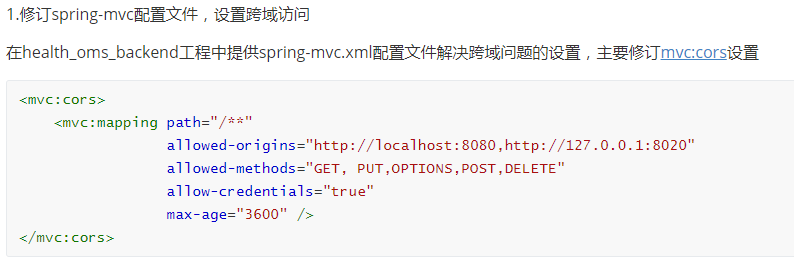 1.修订spring-mvc配置文件，设置跨域访问
在health_oms_backend工程中提供spring-mvc.xml配置文件解决跨域问题的设置，主要修订mvc:cors设置
<mvc:cors>
    <mvc:mapping path="/**"
                 allowed-origins="http://localhost:8080,http://127.0.0.1:8020"
                 allowed-methods="GET, PUT,OPTIONS,POST,DELETE"
                 allow-credentials="true"
                 max-age="3600" />
</mvc:cors>